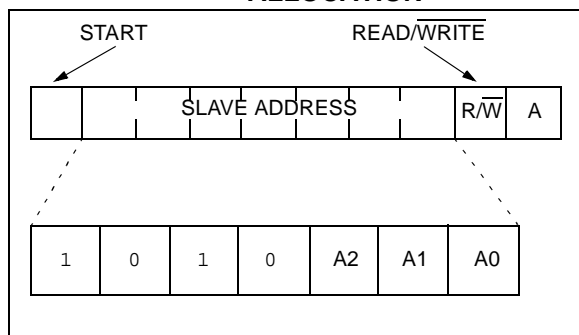 START READ/WRITE
SLAVE ADDRESS R/W A
1 0 1 0 A2 A1 A0